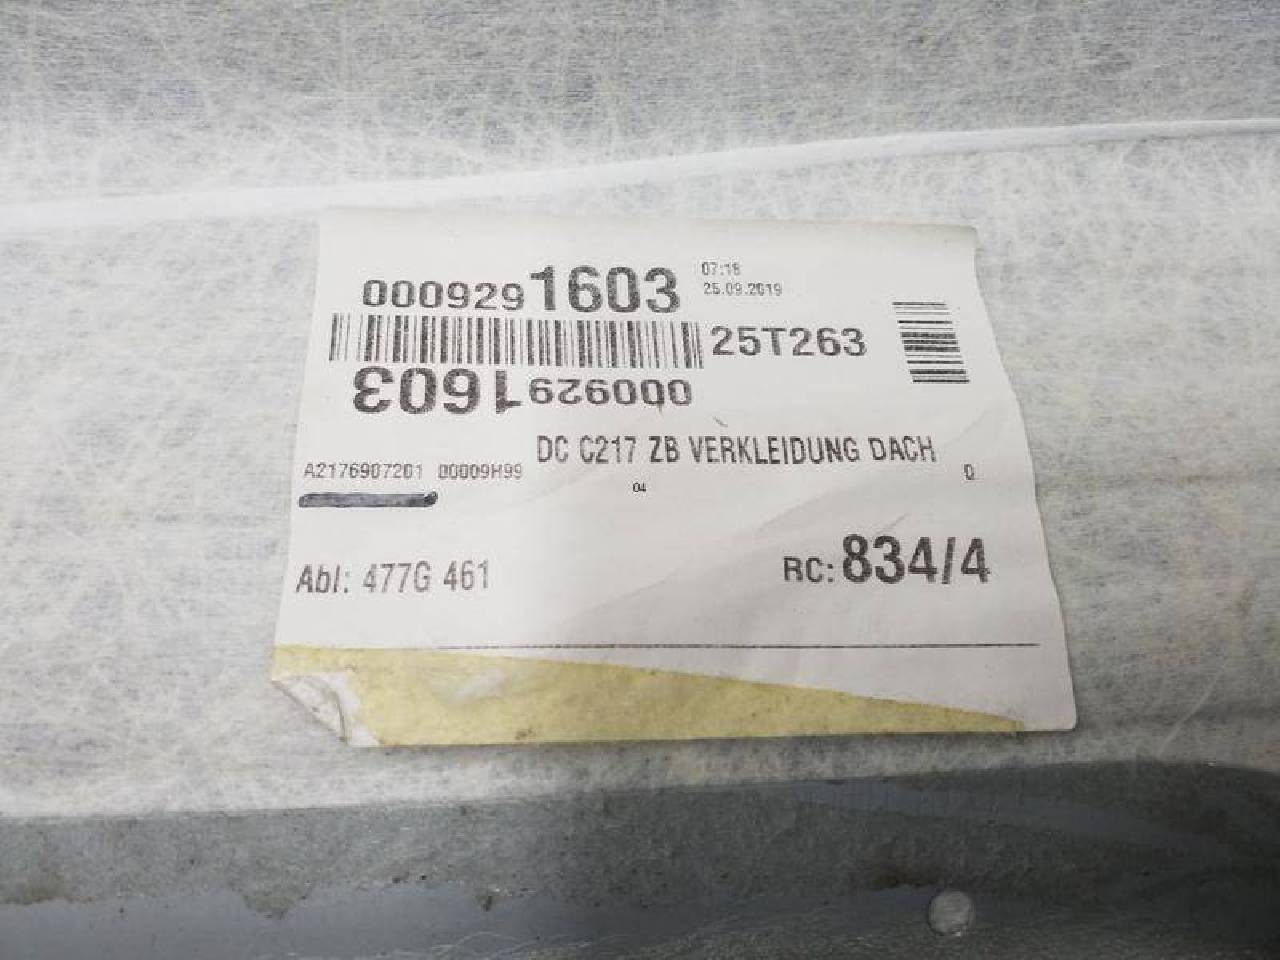 0009291603
07:18
25.09.2019
25T263
0009291603
DC C217 ZB VERKLEIDUNG DACH
A2176907201 00009H99
04
0
Abl: 477G 461
RC: 834/4